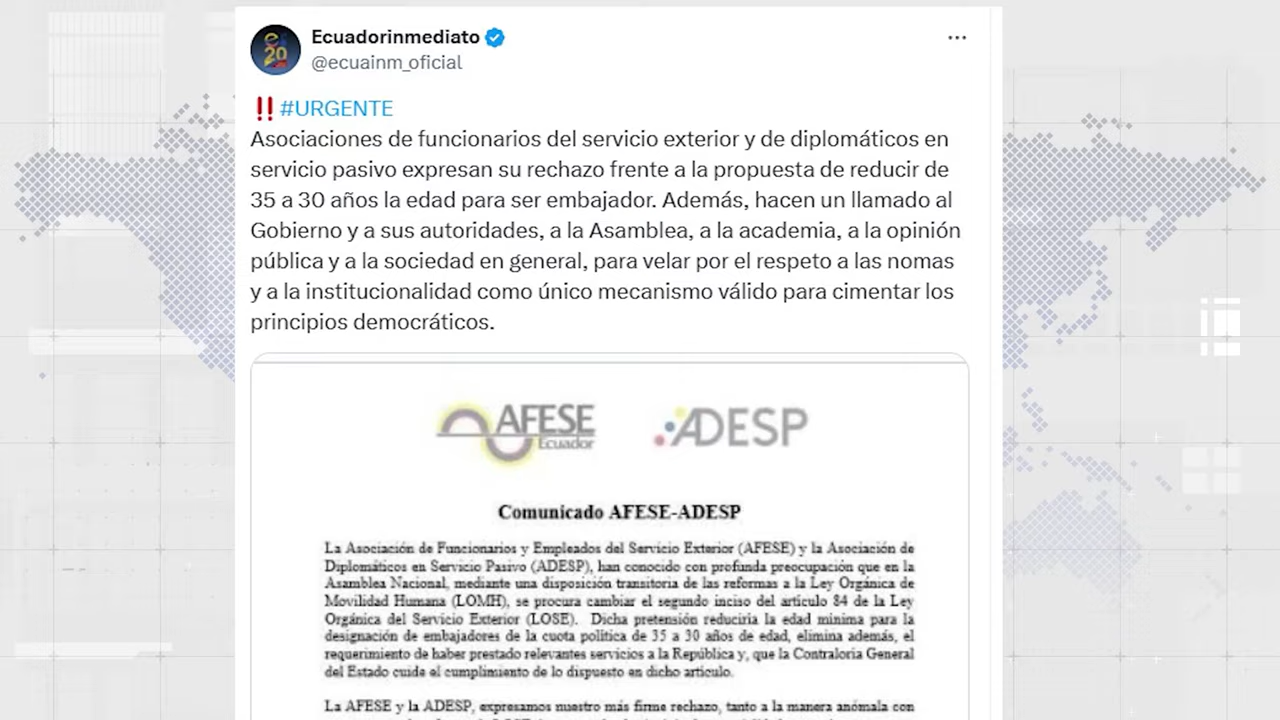 Ecuadorinmediato
@ecuainm_oficial
‼️#URGENTE
Asociaciones de funcionarios del servicio exterior y de diplomáticos en
servicio pasivo expresan su rechazo frente a la propuesta de reducir de
35 a 30 años la edad para ser embajador. Además, hacen un llamado al
Gobierno y a sus autoridades, a la Asamblea, a la academia, a la opinión
pública y a la sociedad en general, para velar por el respeto a las nomas
y a la institucionalidad como único mecanismo válido para cimentar los
principios democráticos.
AFESE
Ecuador
ADESP
Comunicado AFESE-ADESP
La Asociación de Funcionarios y Empleados del Servicio Exterior (AFESE) y la Asociación de
Diplomáticos en Servicio Pasivo (ADESP), han conocido con profunda preocupación que en la
Asamblea Nacional, mediante una disposición transitoria de las reformas a la Ley Orgánica de
Movilidad Humana (LOMH), se procura cambiar el segundo inciso del artículo 84 de la Ley
Orgánica del Servicio Exterior (LOSE). Dicha pretensión reduciría la edad mínima para la
designación de embajadores de la cuota política de 35 a 30 años de edad, elimina además, el
requerimiento de haber prestado relevantes servicios a la República y, que la Contraloría General
del Estado cuide el cumplimiento de lo dispuesto en dicho artículo.
La AFESE y la ADESP, expresamos nuestro más firme rechazo, tanto a la manera anómala con